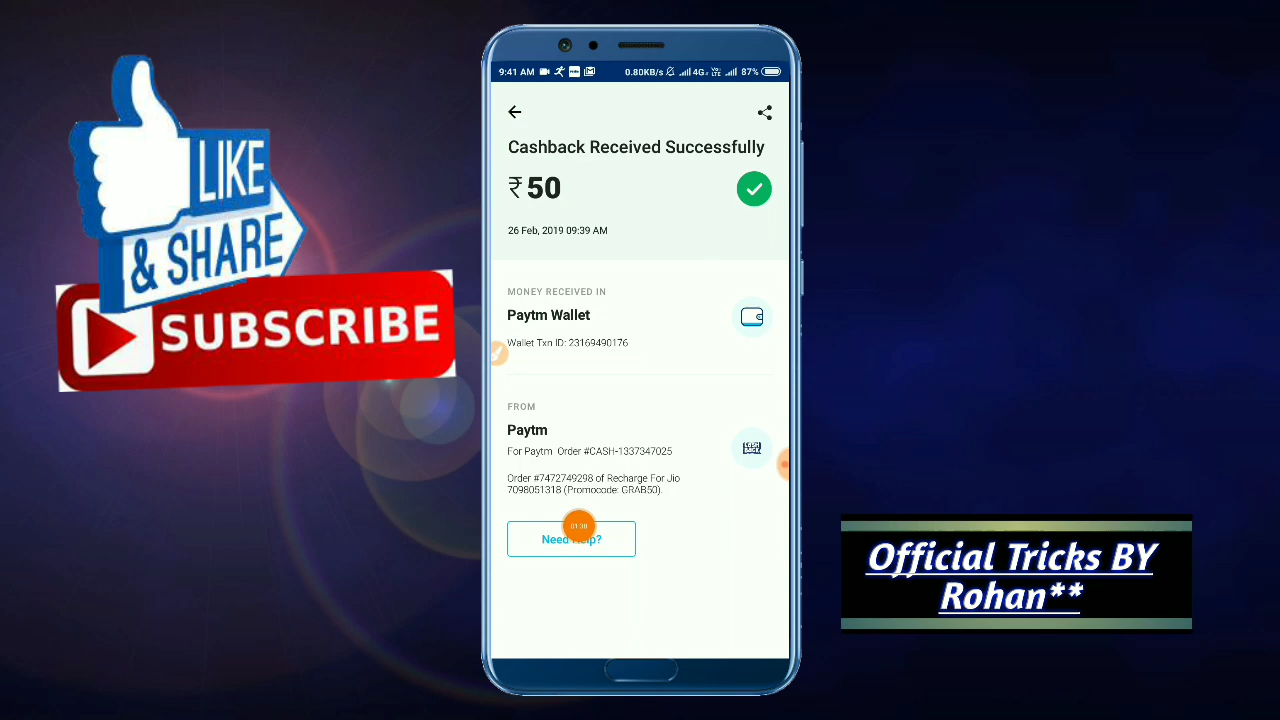 LIKE
& SHARE
SUBSCRIBE
9:41 AM
0.80KB/s
4G
87%
Cashback Received Successfully
₹ 50
26 Feb, 2019 09:39 AM
MONEY RECEIVED IN
Paytm Wallet
Wallet Txn ID: 23169490176
FROM
Paytm
For Paytm Order #CASH-1337347025
Order #7472749298 of Recharge For Jio
7098051318 (Promocode: GRAB50).
01:38
Need Help?
Official Tricks BY
Rohan**